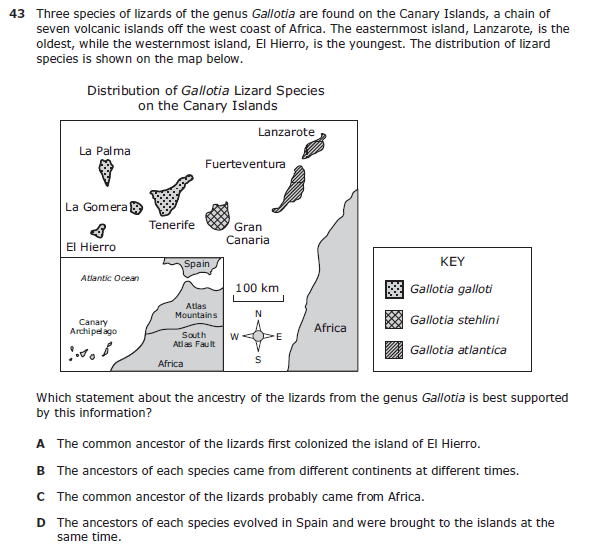 43 Three species of lizards of the genus Gallotia are found on the Canary Islands, a chain of
seven volcanic islands off the west coast of Africa. The easternmost island, Lanzarote, is the
oldest, while the westernmost island, El Hierro, is the youngest. The distribution of lizard
species is shown on the map below.
Distribution of Gallotia Lizard Species
on the Canary Islands
Lanzarote
La Palma
Fuerteventura
La Gomera
Tenerife
Gran
Canaria
El Hierro
Spain
Atlantic Ocean
100 km
Atlas
Mountains
N
Canary
Archipelago
South
Atlas Fault
W
E
Africa
S
Africa
KEY
Gallotia galloti
Gallotia stehlini
Gallotia atlantica
Which statement about the ancestry of the lizards from the genus Gallotia is best supported
by this information?
A The common ancestor of the lizards first colonized the island of El Hierro.
B The ancestors of each species came from different continents at different times.
C The common ancestor of the lizards probably came from Africa.
D The ancestors of each species evolved in Spain and were brought to the islands at the
same time.